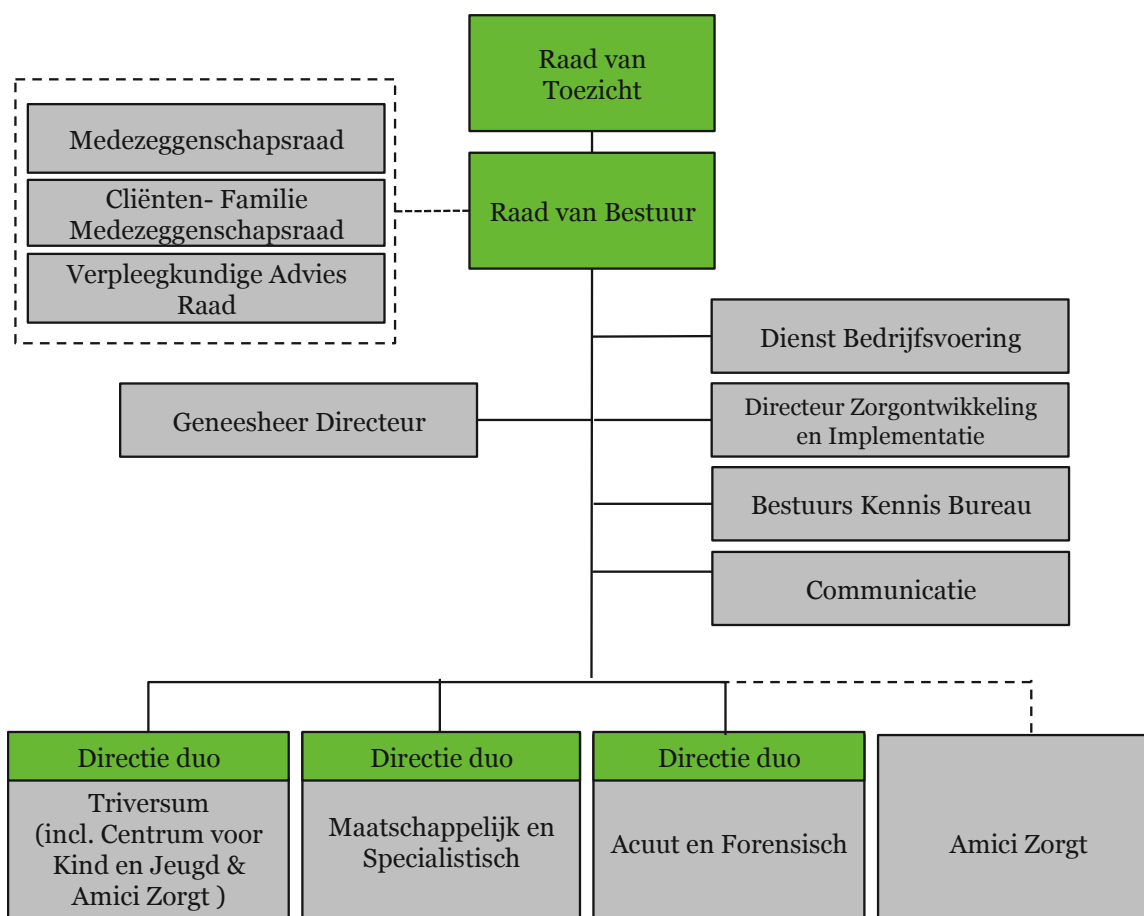 Raad van
Toezicht
Medezeggenschapsraad
Cliënten- Familie
Medezeggenschapsraad
Verpleegkundige Advies
Raad
Raad van Bestuur
Dienst Bedrijfsvoering
Geneesheer Directeur
Directeur Zorgontwikkeling
en Implementatie
Bestuurs Kennis Bureau
Communicatie
Directie duo
Triversum
(incl. Centrum voor
Kind en Jeugd &
Amici Zorgt )
Directie duo
Maatschappelijk en
Specialistisch
Directie duo
Acuut en Forensisch
Amici Zorgt